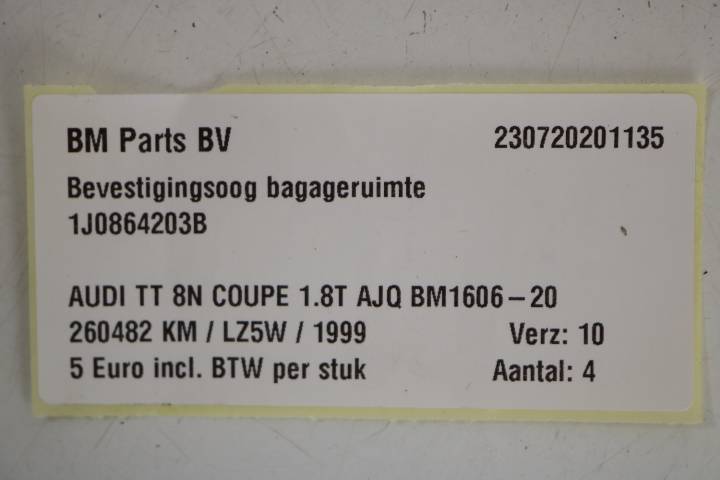 BM Parts BV 230720201135
Bevestigingsoog bagageruimte
1J0864203B
AUDI TT 8N COUPE 1.8T AJQ BM1606-20
260482 KM / LZ5W / 1999 Verz: 10
5 Euro incl. BTW per stuk Aantal: 4